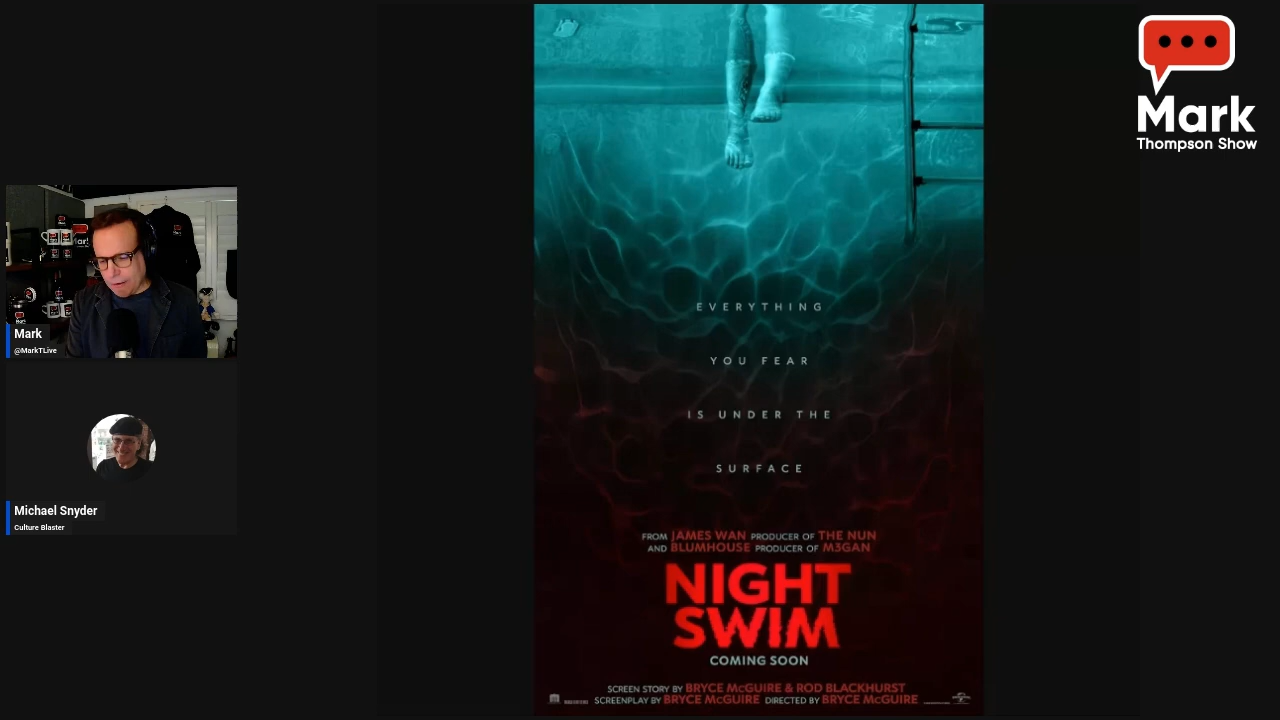 Mark
Thompson Show
Mark
@MarkTLive
Michael Snyder
Culture Blaster
EVERYTHING
YOU FEAR
IS UNDER THE
SURFACE
FROM JAMES WAN PRODUCER OF THE NUN
AND BLUMHOUSE PRODUCER OF M3GAN
NIGHT
SWIM
COMING SOON
SCREEN STORY BY BRYCE McGUIRE & ROD BLACKHURST
SCREENPLAY BY BRYCE McGUIRE DIRECTED BY BRYCE McGUIRE